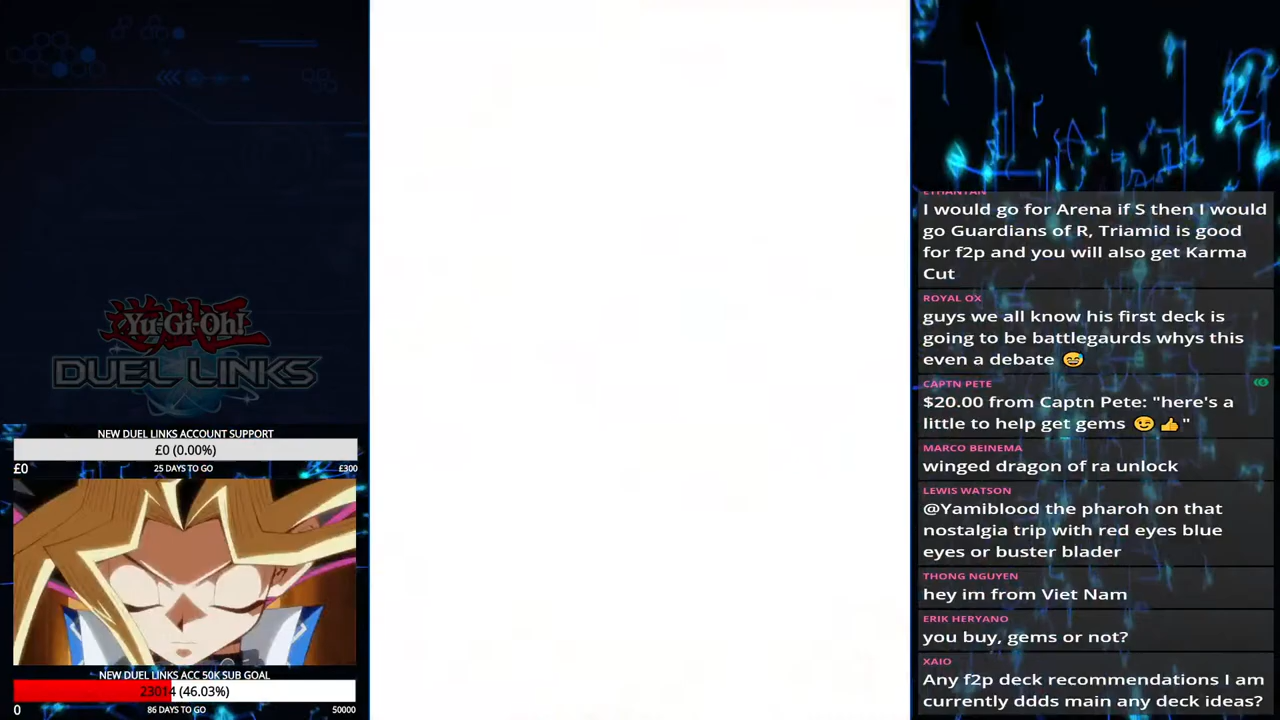 遊☆戯☆王
Yu-Gi-Oh!
DUEL LINKS
NEW DUEL LINKS ACCOUNT SUPPORT
£0 (0.00%)
£0 25 DAYS TO GO £300
NEW DUEL LINKS ACC 50K SUB GOAL
23014 (46.03%)
0 86 DAYS TO GO 50000
ETHANTAN
I would go for Arena if S then I would
go Guardians of R, Triamid is good
for f2p and you will also get Karma
Cut
ROYAL OX
guys we all know his first deck is
going to be battlegaurds whys this
even a debate 😅
CAPTN PETE
$20.00 from Captn Pete: "here's a
little to help get gems 😉 👍"
MARCO BEINEMA
winged dragon of ra unlock
LEWIS WATSON
@Yamiblood the pharoh on that
nostalgia trip with red eyes blue
eyes or buster blader
THONG NGUYEN
hey im from Viet Nam
ERIK HERYANO
you buy, gems or not?
XAIO
Any f2p deck recommendations I am
currently ddds main any deck ideas?